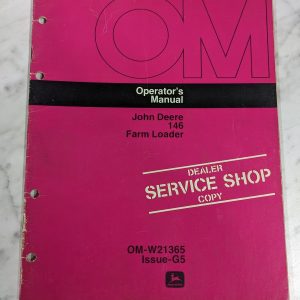 OM
Operator's
Manual
John Deere
146
Farm Loader
DEALER
SERVICE SHOP
COPY
OM-W21365
Issue-G5